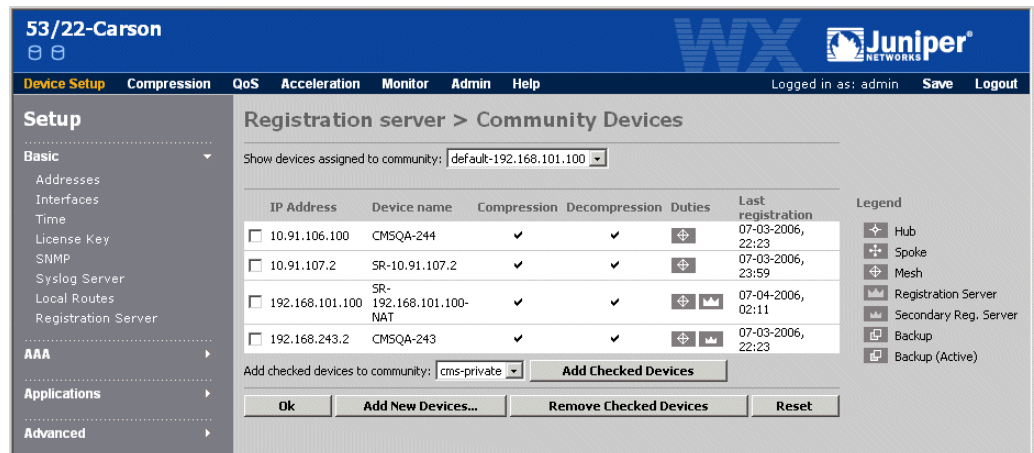 53/22-Carson
WX
Juniper®
NETWORKS
Device Setup Compression QoS Acceleration Monitor Admin Help Logged in as: admin Save Logout
Setup
Basic
Addresses
Interfaces
Time
License Key
SNMP
Syslog Server
Local Routes
Registration Server
AAA
Applications
Advanced
Registration server > Community Devices
Show devices assigned to community: default-192.168.101.100
IP Address Device name Compression Decompression Duties Last registration
10.91.106.100 CMSQA-244 07-03-2006, 22:23
10.91.107.2 SR-10.91.107.2 07-03-2006, 23:59
192.168.101.100 SR-192.168.101.100-NAT 07-04-2006, 02:11
192.168.243.2 CMSQA-243 07-03-2006, 22:23
Add checked devices to community: cms-private Add Checked Devices
Ok Add New Devices... Remove Checked Devices Reset
Legend
Hub
Spoke
Mesh
Registration Server
Secondary Reg. Server
Backup
Backup (Active)